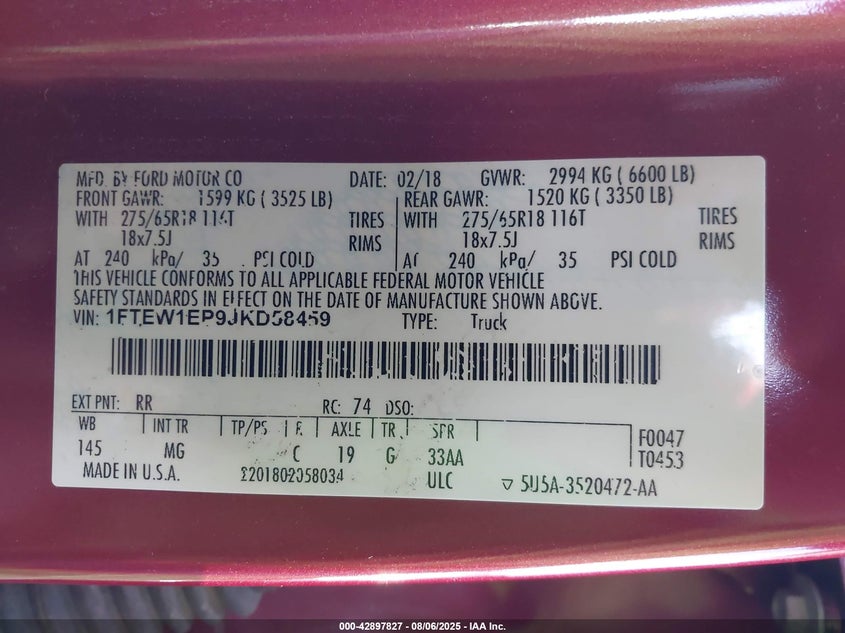 MFD. BY FORD MOTOR CO DATE: 02/18 GVWR: 2994 KG ( 6600 LB)
FRONT GAWR: 1599 KG ( 3525 LB) REAR GAWR: 1520 KG ( 3350 LB)
WITH 275/65R18 116T TIRES WITH 275/65R18 116T TIRES
18x7.5J RIMS 18x7.5J RIMS
AT 240 kPa/ 35 PSI COLD AT 240 kPa/ 35 PSI COLD
THIS VEHICLE CONFORMS TO ALL APPLICABLE FEDERAL MOTOR VEHICLE
SAFETY STANDARDS IN EFFECT ON THE DATE OF MANUFACTURE SHOWN ABOVE.
VIN: 1FTEW1EP9JKD58459 TYPE: Truck
EXT PNT: RR RC: 74 DSO:
WB INT TR TP/PS R AXLE TR SPR F0047
145 MG C 19 G 33AA T0453
MADE IN U.S.A. ULC ▽ 5U5A-3520472-AA
000-42897827 - 08/06/2025 - IAA Inc.